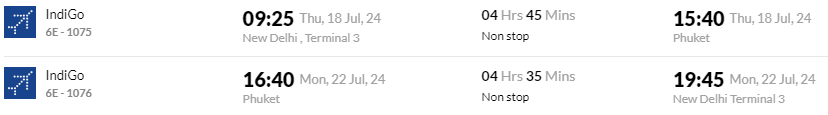 IndiGo
6E - 1075
09:25 Thu, 18 Jul, 24
New Delhi , Terminal 3
04 Hrs 45 Mins
Non stop
15:40 Thu, 18 Jul, 24
Phuket
IndiGo
6E - 1076
16:40 Mon, 22 Jul, 24
Phuket
04 Hrs 35 Mins
Non stop
19:45 Mon, 22 Jul, 24
New Delhi Terminal 3